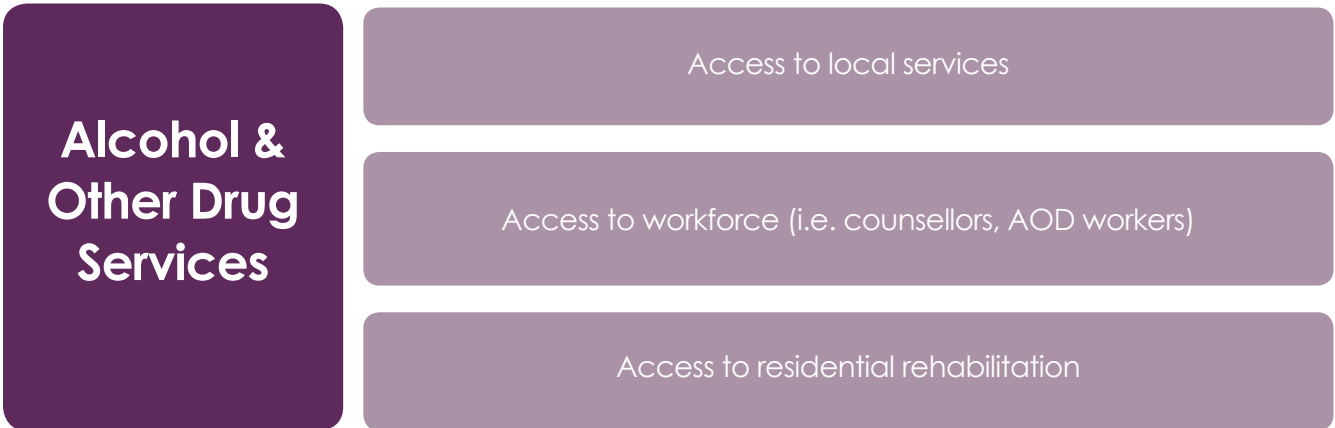 Alcohol &
Other Drug
Services
Access to local services
Access to workforce (i.e. counsellors, AOD workers)
Access to residential rehabilitation